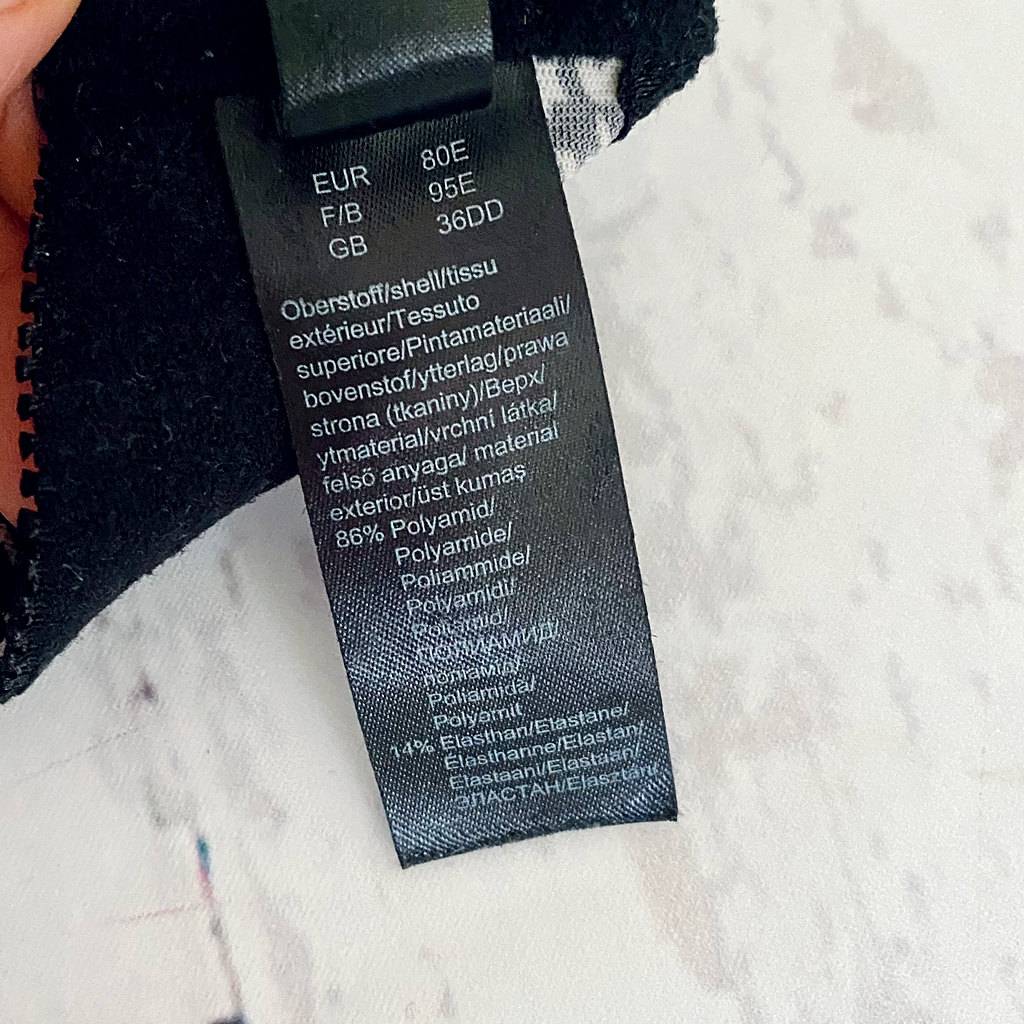 EUR 80E
F/B 95E
GB 36DD
Oberstoff/shell/tissu
extérieur/Tessuto
superiore/Pintamateriaali/
bovenstof/ytterlag/prawa
strona (tkaniny)/Верх/
ytmaterial/vrchní látka/
felső anyaga/ material
exterior/üst kumaş
86% Polyamid/
Polyamide/
Poliammide/
Polyamidi/
ПОЛИАМИД/
Poliamida/
Polyamit
14% Elasthan/Elastane/
Elasthanne/Elastan/
Elastaani/Elastaan/
ЭЛАСТАН/Elasztán/